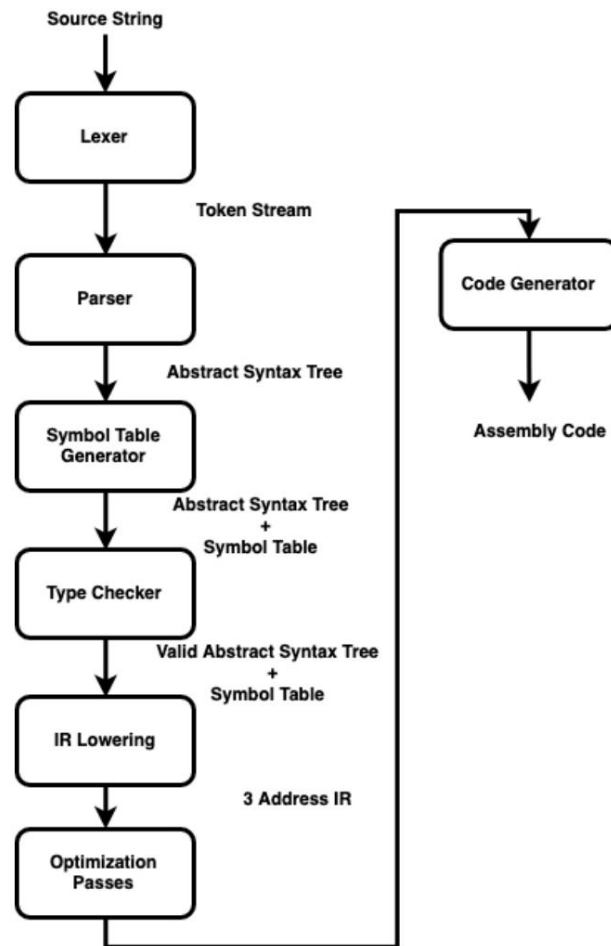 Source String
Lexer
Token Stream
Parser
Abstract Syntax Tree
Symbol Table
Generator
Abstract Syntax Tree
+
Symbol Table
Type Checker
Valid Abstract Syntax Tree
+
Symbol Table
IR Lowering
3 Address IR
Optimization
Passes
Code Generator
Assembly Code